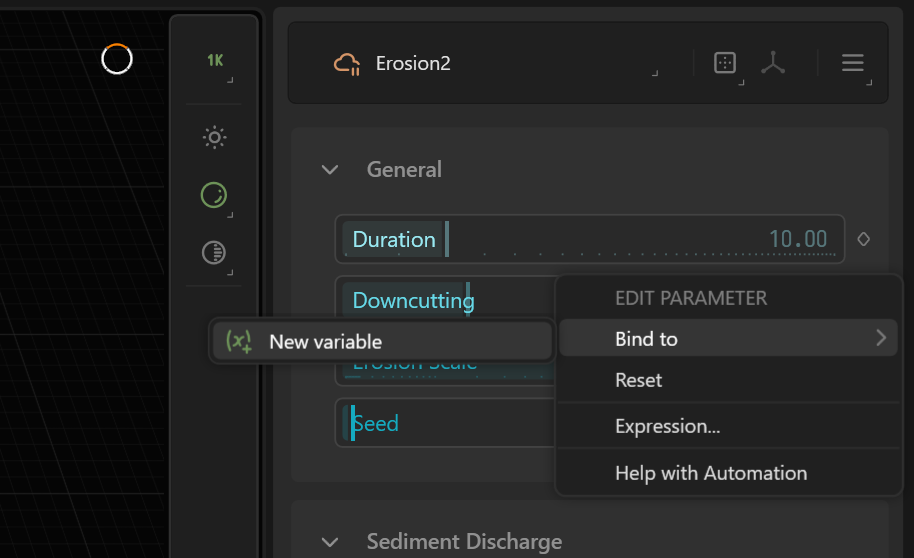 1K
Erosion2
General
Duration 10.00
Downcutting
EDIT PARAMETER
New variable
Bind to
Erosion Scale
Reset
Seed
Expression...
Help with Automation
Sediment Discharge